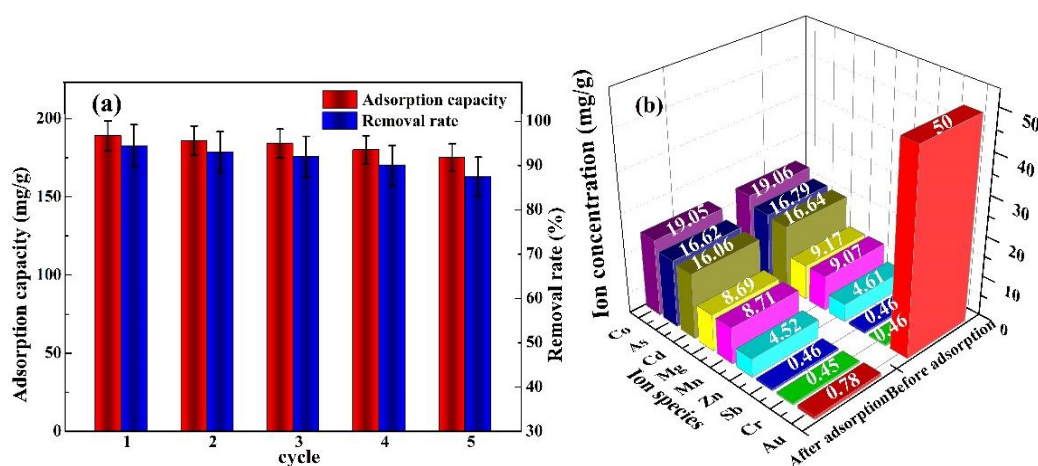 (a)
Adsorption capacity
Removal rate
Adsorption capacity (mg/g)
200
150
100
50
0
100
90
80
70
60
50
40
30
Removal rate (%)
1 2 3 4 5
cycle
(b)
Ion concentration (mg/g)
50
40
30
20
10
0
50
19.06
16.79
16.64
9.17
9.07
4.61
0.46
0.46
19.05
16.62
16.06
8.69
8.71
4.52
0.46
0.45
0.78
Co
As
Cd
Mg
Mn
Zn
Sb
Cr
Au
Ion species
After adsorption
Before adsorption